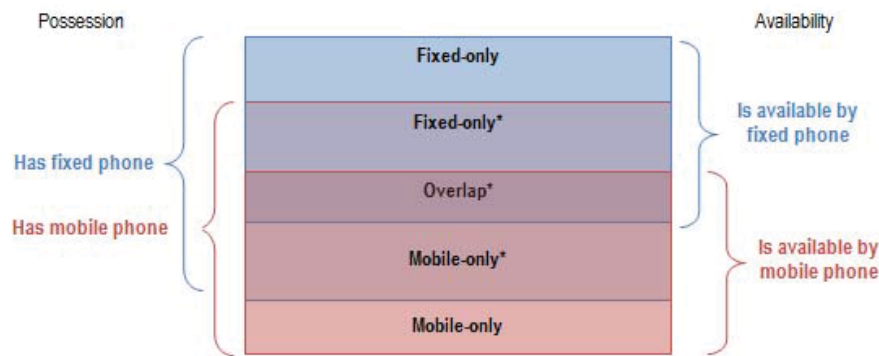 Possession
Availability
Fixed-only
Fixed-only*
Is available by
fixed phone
Has fixed phone
Overlap*
Has mobile phone
Mobile-only*
Is available by
mobile phone
Mobile-only